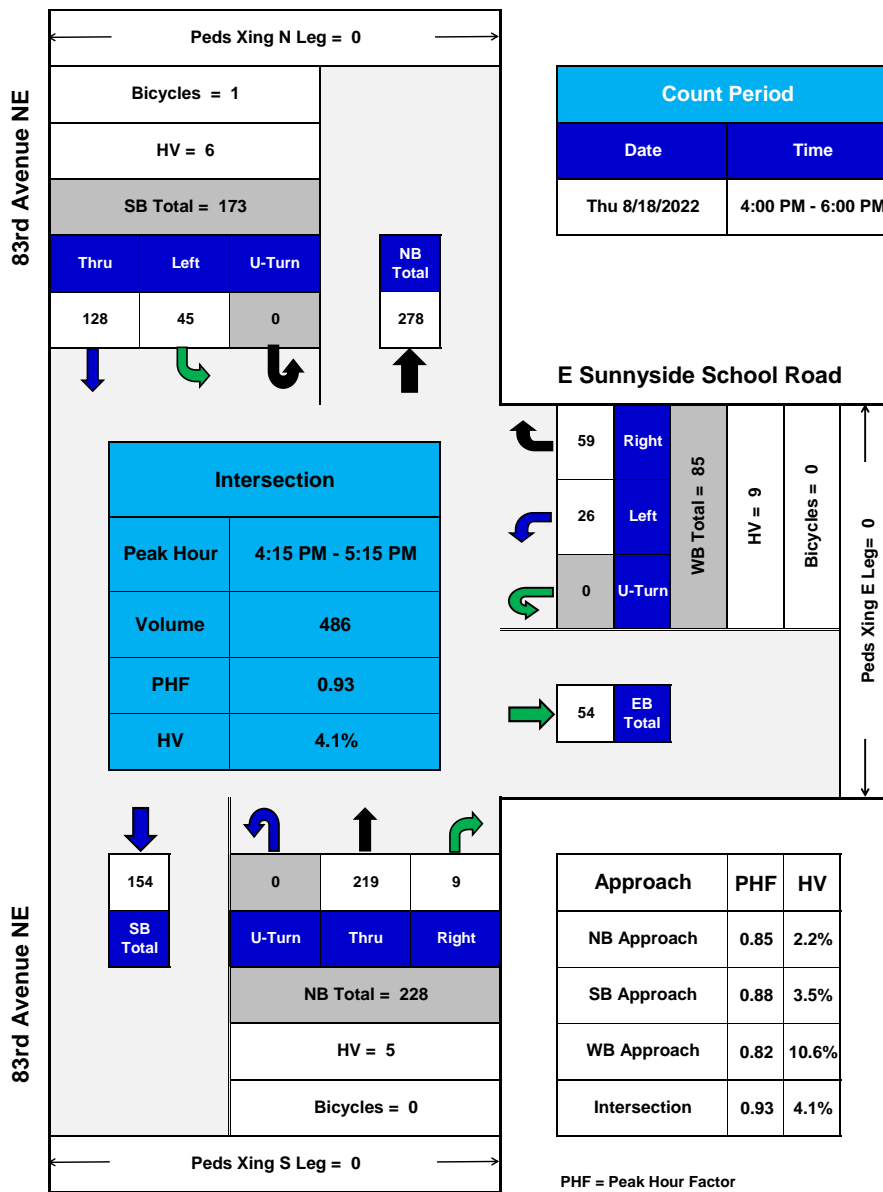 Peds Xing N Leg = 0
83rd Avenue NE
Bicycles = 1
HV = 6
SB Total = 173
Thru Left U-Turn
128 45 0
NB
Total
278
Count Period
Date Time
Thu 8/18/2022 4:00 PM - 6:00 PM
E Sunnyside School Road
59 Right
26 Left
0 U-Turn
WB Total = 85
HV = 9
Bicycles = 0
Peds Xing E Leg= 0
Intersection
Peak Hour 4:15 PM - 5:15 PM
Volume 486
PHF 0.93
HV 4.1%
54 EB
Total
154
SB
Total
0 219 9
U-Turn Thru Right
NB Total = 228
HV = 5
Bicycles = 0
83rd Avenue NE
Peds Xing S Leg = 0
Approach PHF HV
NB Approach 0.85 2.2%
SB Approach 0.88 3.5%
WB Approach 0.82 10.6%
Intersection 0.93 4.1%
PHF = Peak Hour Factor